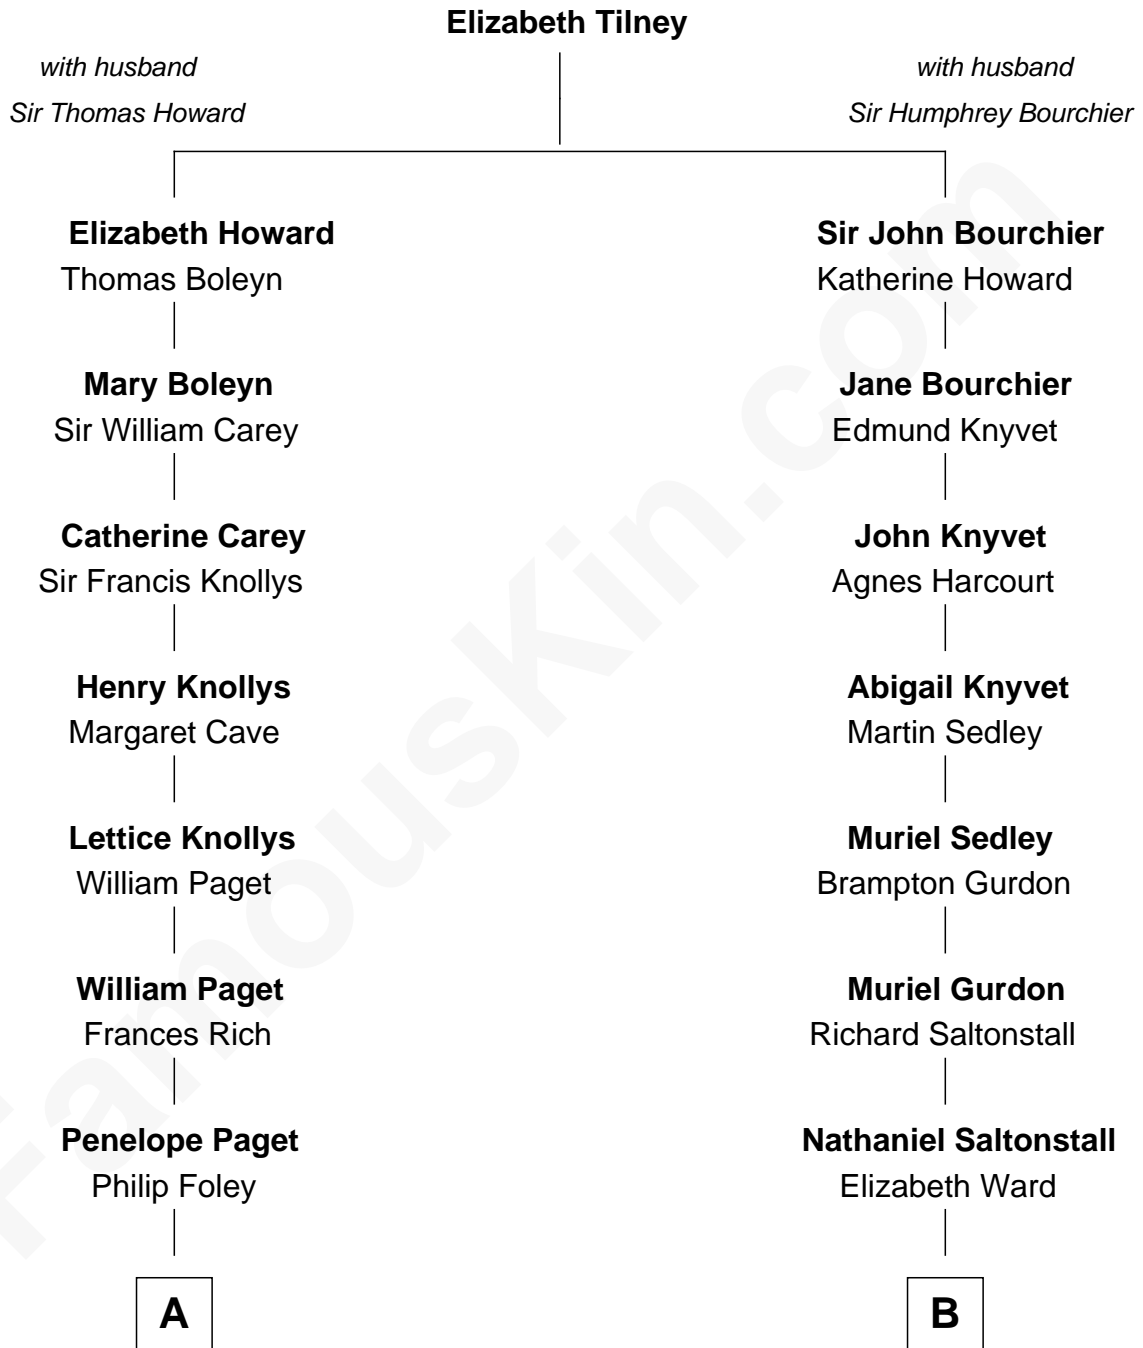 Elizabeth Tilney
with husband
Sir Thomas Howard
with husband
Sir Humphrey Bourchier
Elizabeth Howard
Thomas Boleyn
Sir John Bourchier
Katherine Howard
Mary Boleyn
Sir William Carey
Jane Bourchier
Edmund Knyvet
Catherine Carey
Sir Francis Knollys
John Knyvet
Agnes Harcourt
Henry Knollys
Margaret Cave
Abigail Knyvet
Martin Sedley
Lettice Knollys
William Paget
Muriel Sedley
Brampton Gurdon
William Paget
Frances Rich
Muriel Gurdon
Richard Saltonstall
Penelope Paget
Philip Foley
Nathaniel Saltonstall
Elizabeth Ward
A
B
FamousKin.com